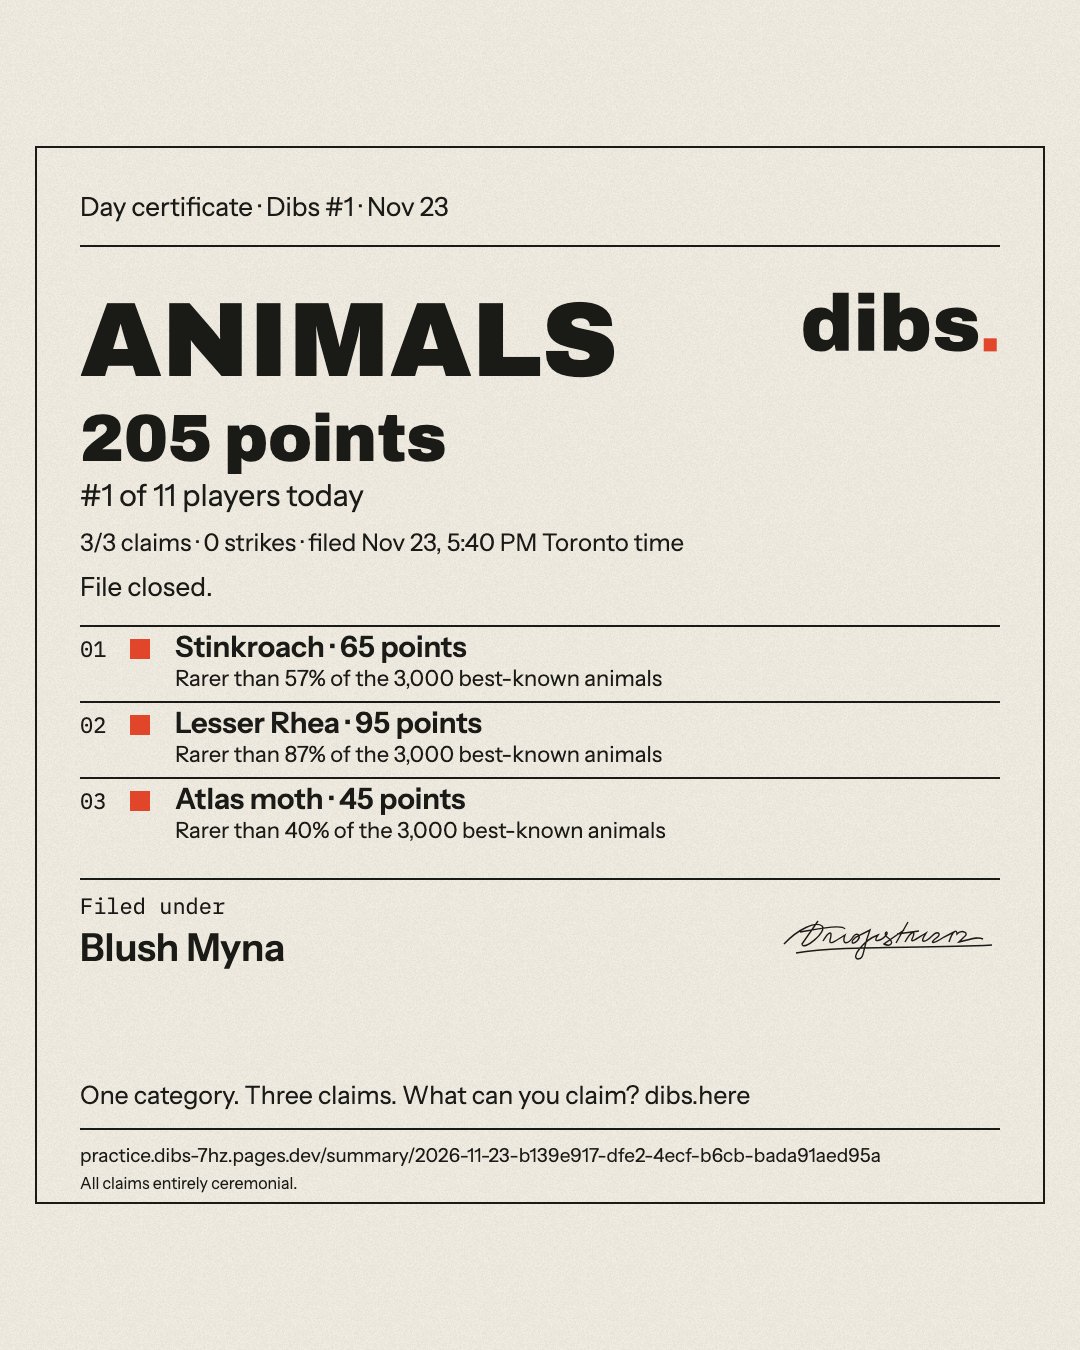 Day certificate · Dibs #1 · Nov 23
ANIMALS
dibs.
205 points
#1 of 11 players today
3/3 claims · 0 strikes · filed Nov 23, 5:40 PM Toronto time
File closed.
01 Stinkroach · 65 points
Rarer than 57% of the 3,000 best-known animals
02 Lesser Rhea · 95 points
Rarer than 87% of the 3,000 best-known animals
03 Atlas moth · 45 points
Rarer than 40% of the 3,000 best-known animals
Filed under
Blush Myna
One category. Three claims. What can you claim? dibs.here
practice.dibs-7hz.pages.dev/summary/2026-11-23-b139e917-dfe2-4ecf-b6cb-bada91aed95a
All claims entirely ceremonial.